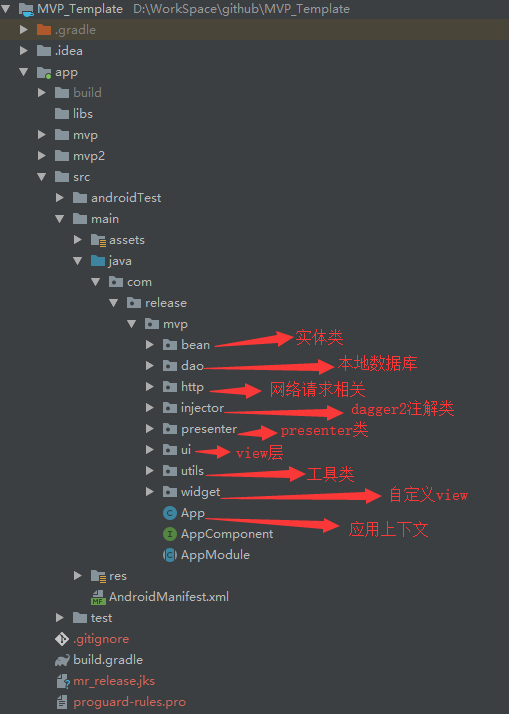 MVP_Template D:\WorkSpace\github\MVP_Template
.gradle
.idea
app
build
libs
mvp
mvp2
src
androidTest
main
assets
java
com
release
mvp
bean 实体类
dao 本地数据库
http 网络请求相关
injector dagger2注解类
presenter presenter类
ui view层
utils 工具类
widget 自定义view
App 应用上下文
AppComponent
AppModule
res
AndroidManifest.xml
test
.gitignore
build.gradle
mr_release.jks
proguard-rules.pro